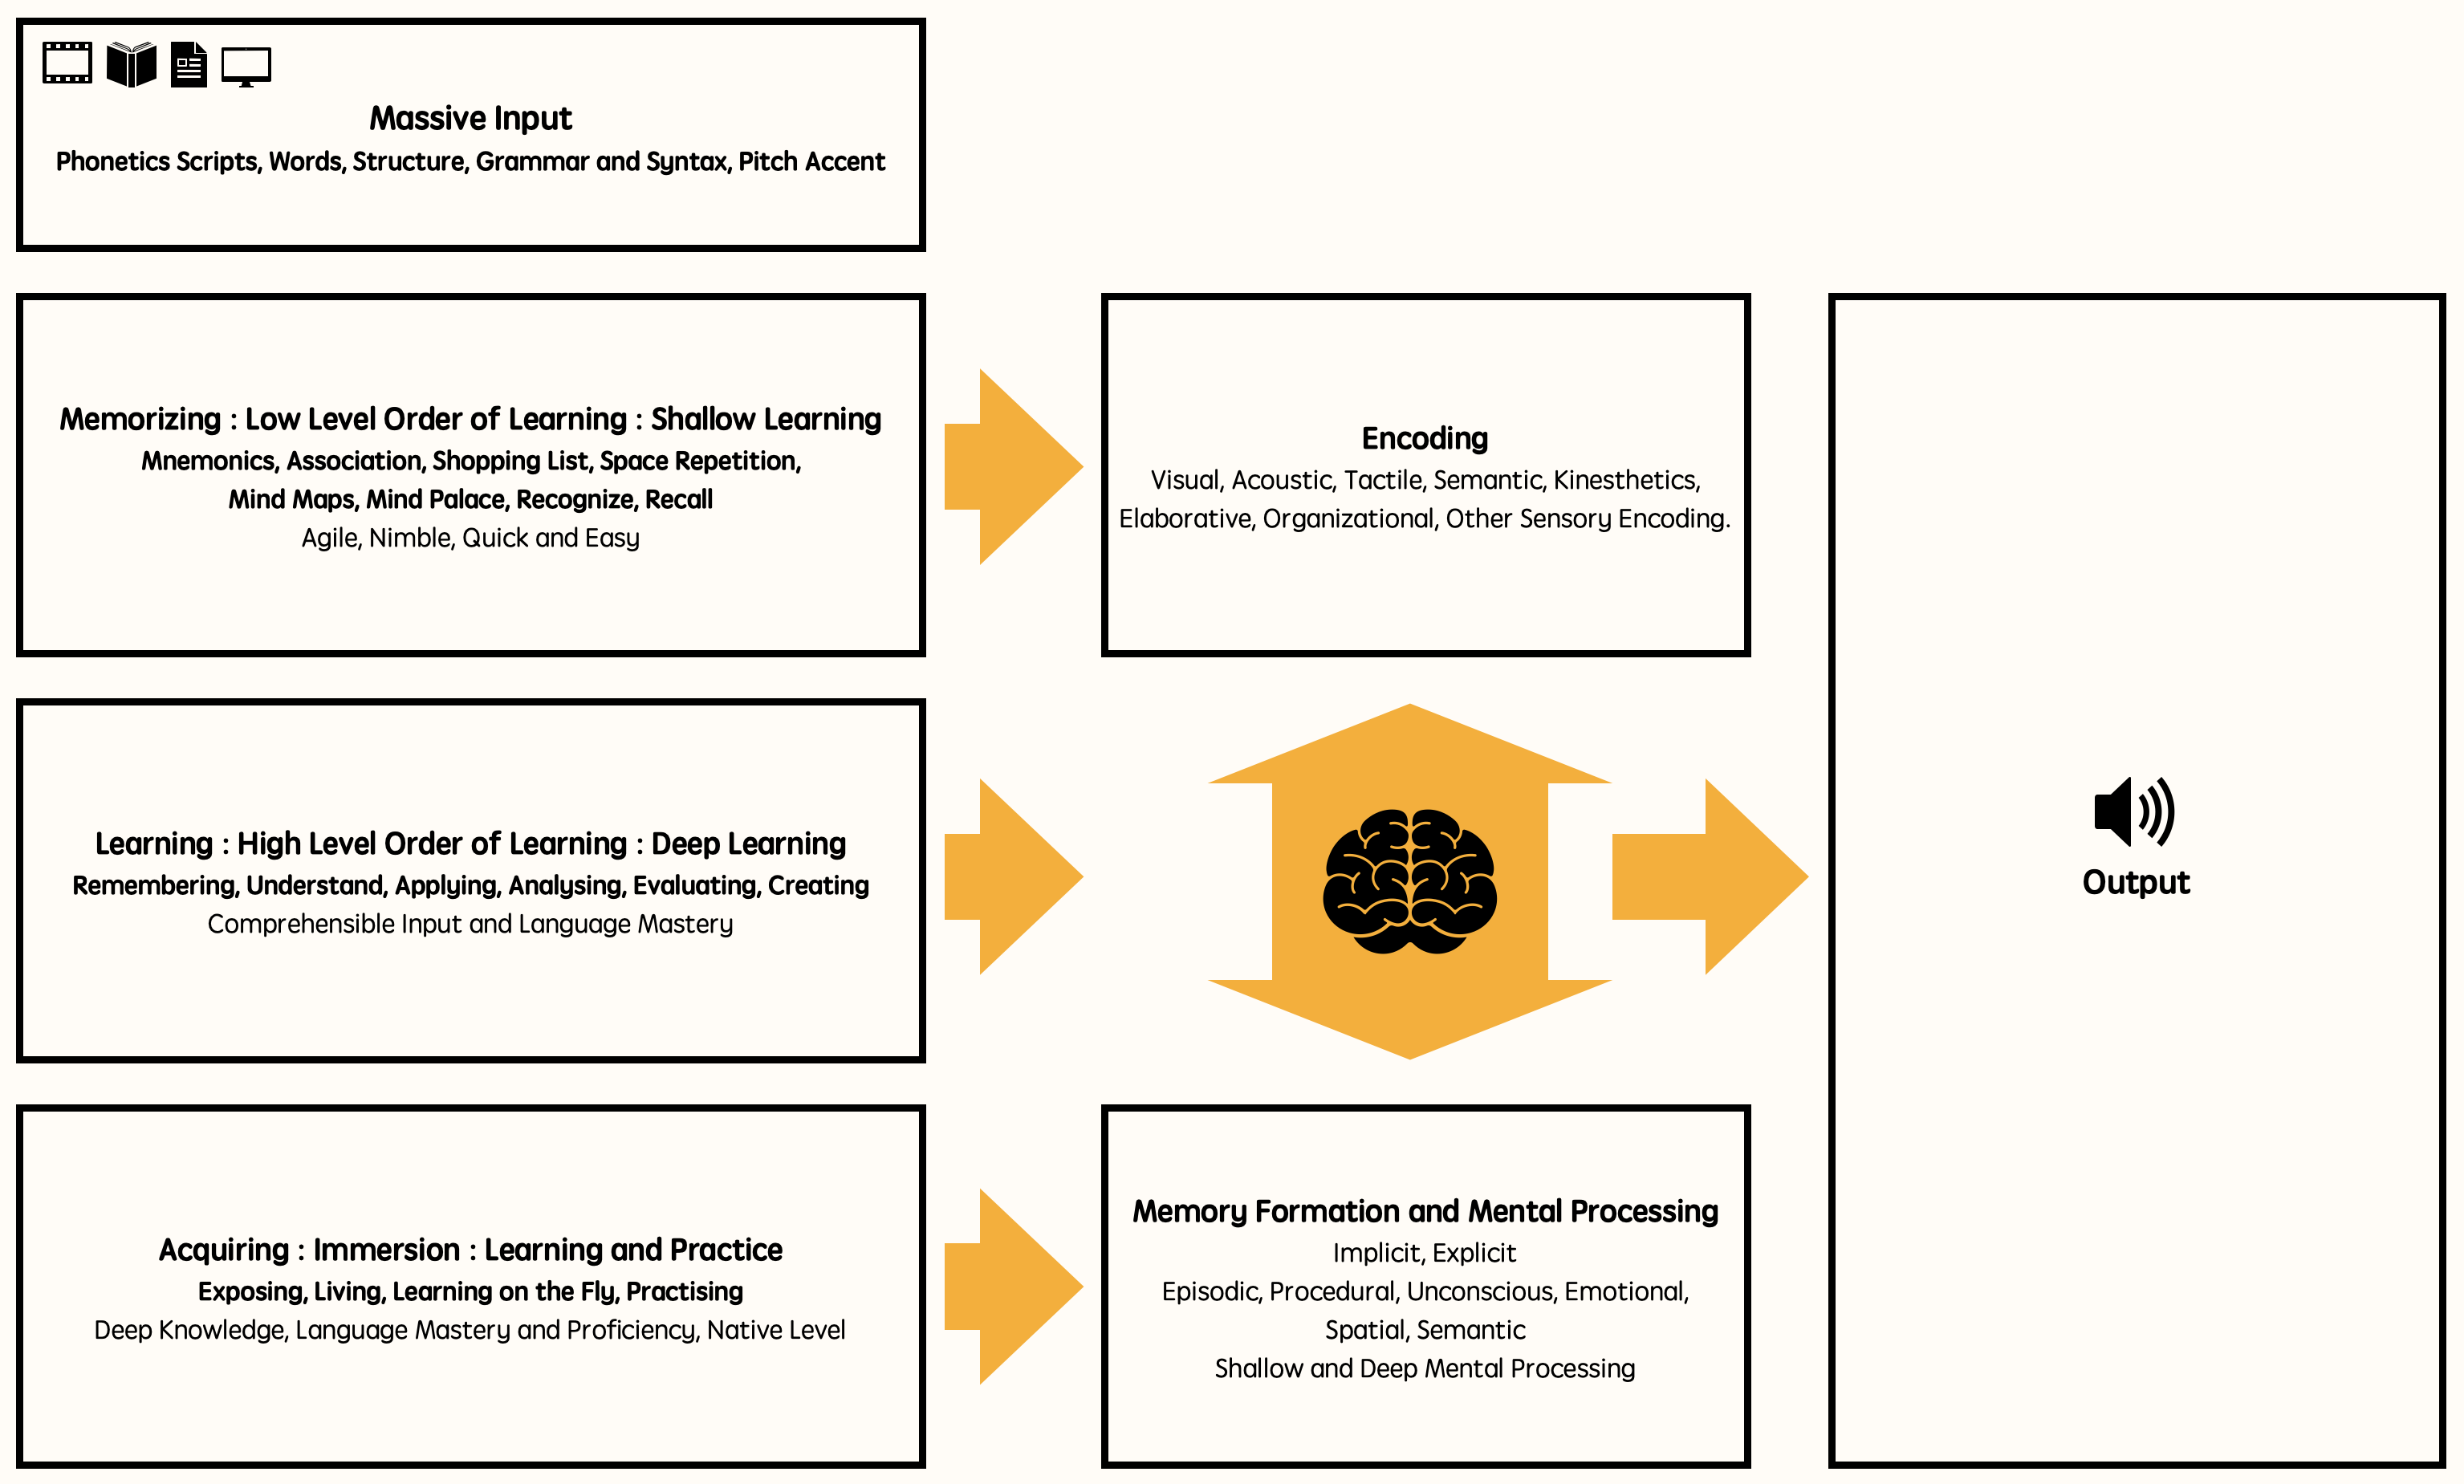 Massive Input
Phonetics Scripts, Words, Structure, Grammar and Syntax, Pitch Accent
Memorizing : Low Level Order of Learning : Shallow Learning
Mnemonics, Association, Shopping List, Space Repetition,
Mind Maps, Mind Palace, Recognize, Recall
Agile, Nimble, Quick and Easy
Encoding
Visual, Acoustic, Tactile, Semantic, Kinesthetics,
Elaborative, Organizational, Other Sensory Encoding.
Learning : High Level Order of Learning : Deep Learning
Remembering, Understand, Applying, Analysing, Evaluating, Creating
Comprehensible Input and Language Mastery
Output
Acquiring : Immersion : Learning and Practice
Exposing, Living, Learning on the Fly, Practising
Deep Knowledge, Language Mastery and Proficiency, Native Level
Memory Formation and Mental Processing
Implicit, Explicit
Episodic, Procedural, Unconscious, Emotional,
Spatial, Semantic
Shallow and Deep Mental Processing